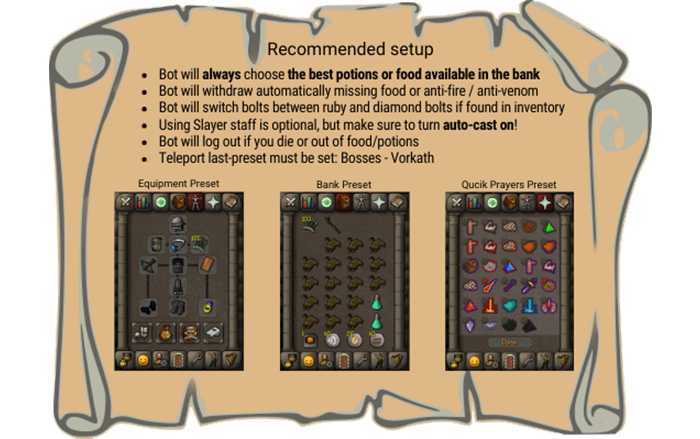 Recommended setup
Bot will always choose the best potions or food available in the bank
Bot will withdraw automatically missing food or anti-fire / anti-venom
Bot will switch bolts between ruby and diamond bolts if found in inventory
Using Slayer staff is optional, but make sure to turn auto-cast on!
Bot will log out if you die or out of food/potions
Teleport last-preset must be set: Bosses - Vorkath
Equipment Preset
Bank Preset
Qucik Prayers Preset
Done